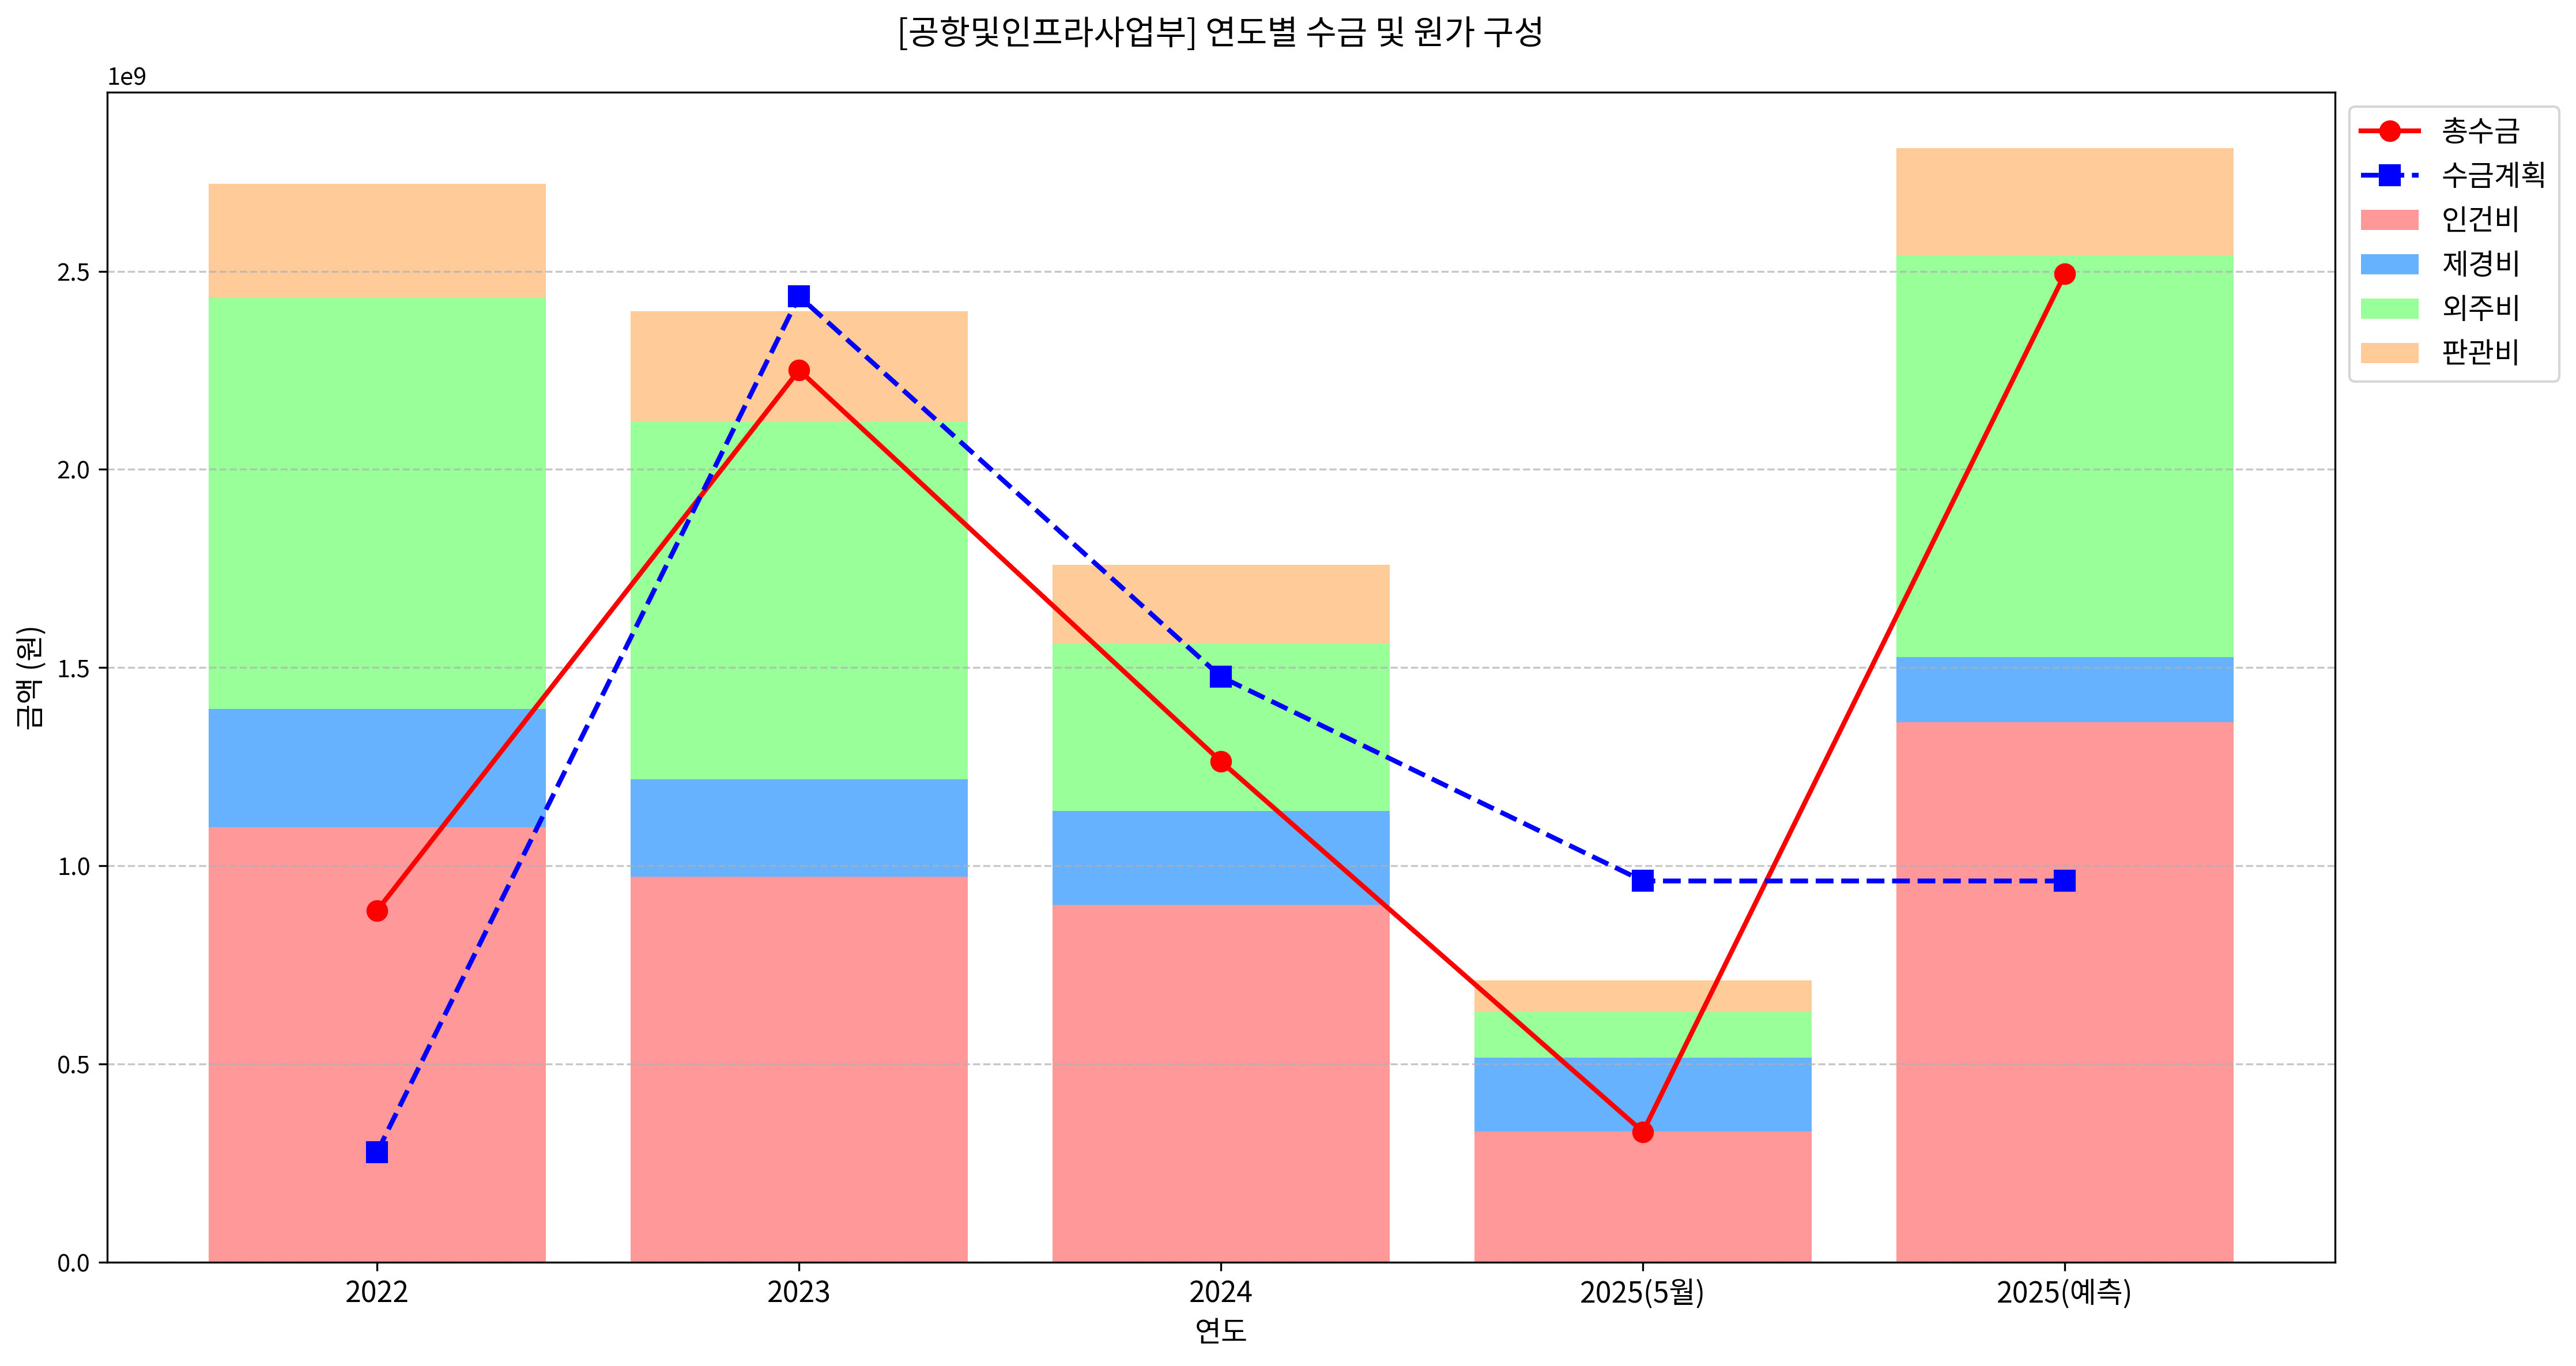 [공항및인프라사업부] 연도별 수금 및 원가 구성
1e9
총수금
수금계획
인건비
제경비
외주비
판관비
금액 (원)
2.5
2.0
1.5
1.0
0.5
0.0
2022
2023
2024
2025(5월)
2025(예측)
연도